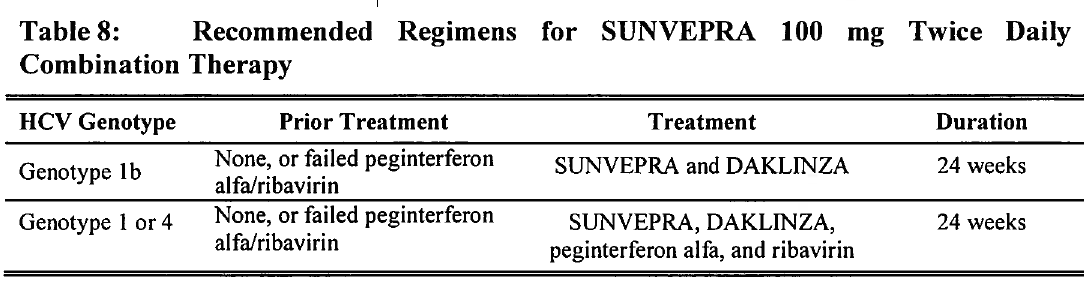 Table 8: Recommended Regimens for SUNVEPRA 100 mg Twice Daily
Combination Therapy
HCV Genotype Prior Treatment Treatment Duration
Genotype 1b None, or failed peginterferon alfa/ribavirin SUNVEPRA and DAKLINZA 24 weeks
Genotype 1 or 4 None, or failed peginterferon alfa/ribavirin SUNVEPRA, DAKLINZA, peginterferon alfa, and ribavirin 24 weeks